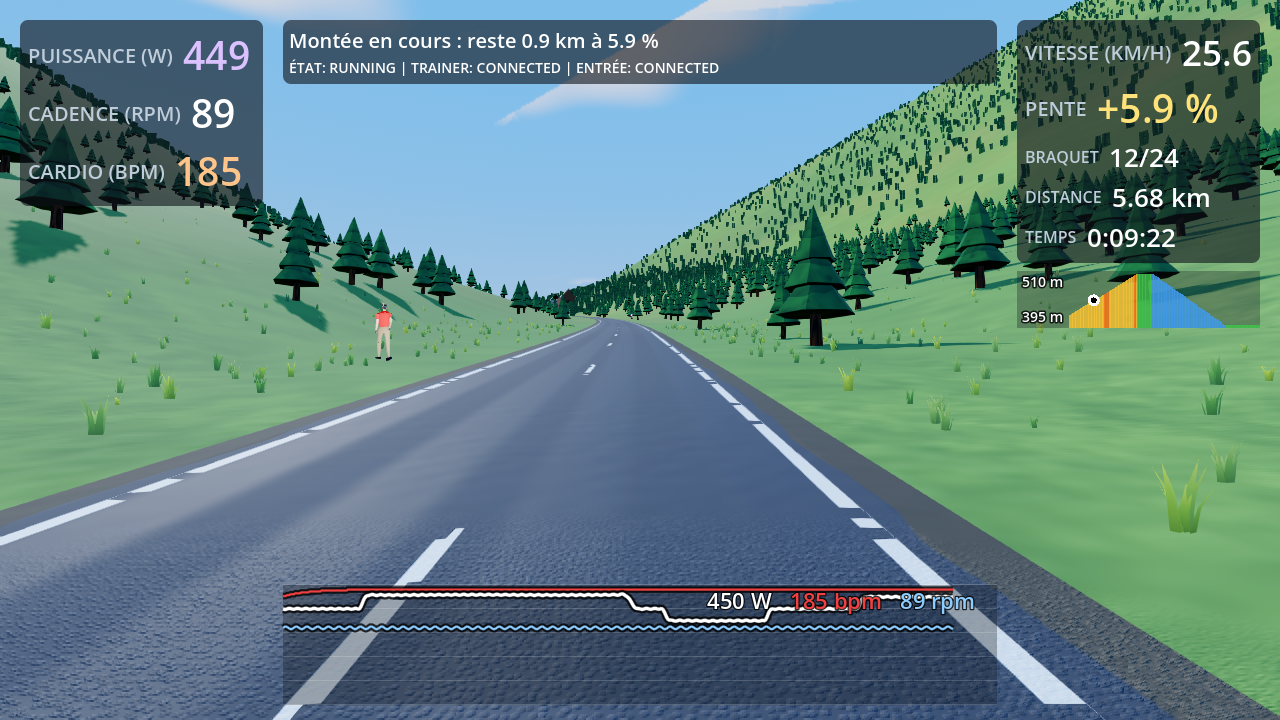 PUISSANCE (W) 449
CADENCE (RPM) 89
CARDIO (BPM) 185
Montée en cours : reste 0.9 km à 5.9 %
ÉTAT: RUNNING | TRAINER: CONNECTED | ENTRÉE: CONNECTED
VITESSE (KM/H) 25.6
PENTE +5.9 %
BRAQUET 12/24
DISTANCE 5.68 km
TEMPS 0:09:22
510 m
395 m
450 W 185 bpm 89 rpm